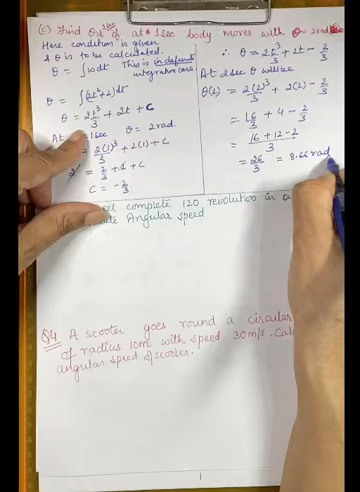 (c) Find θ at 2 sec if at 1sec body moves with θ = 2rad
Here condition is given
& θ is to be calculated.
θ = ∫ω dt This is indefinite
integration case
θ = ∫(2t²+2)dt
θ = 2t³/3 + 2t + C
At 1sec θ = 2rad.
= 2(1)³/3 + 2(1) + C
= 2/3 + 2 + C
C = -2/3
∴ θ = 2t³/3 + 2t - 2/3
At 2sec θ will be
θ(2) = 2(2)³/3 + 2(2) - 2/3
= 16/3 + 4 - 2/3
= 16 + 12 - 2/3
= 26/3 = 8.66 rad
complete 120 revolution in
Angular speed
Q4 A scooter goes round a circular
of radius 10m with speed 30m/s. Cal
angular speed of scooter.